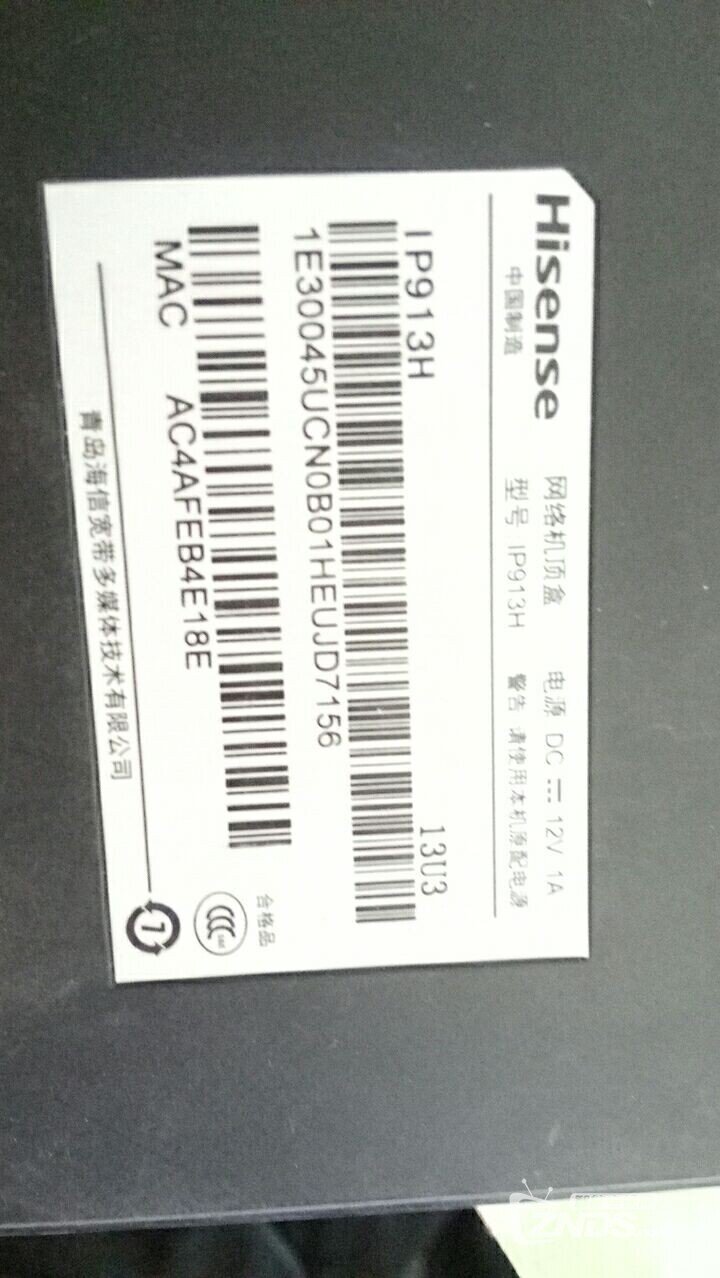 Hisense 网络机顶盒 电源 DC 12V 1A
中国制造 型号 IP913H 警告 请使用本机原配电源
IP913H 13U3
1E30045UCN0B01HEUJD7156
MAC AC4AFEB4E18E
合格品
青岛海信宽带多媒体技术有限公司
ZNDS